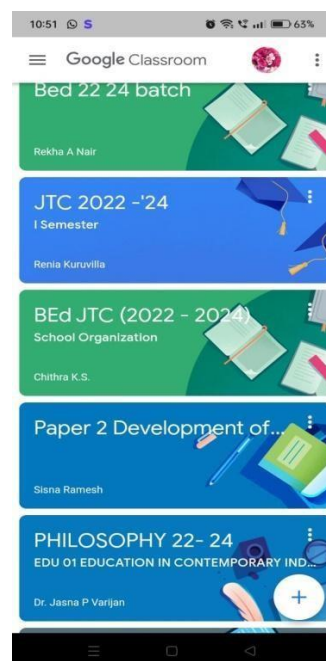 10:51 S 63%
Google Classroom
Bed 22 24 batch
Rekha A Nair
JTC 2022 -'24
I Semester
Renia Kuruvilla
BEd JTC (2022 - 2024)
School Organization
Chithra K.S.
Paper 2 Development of...
Sisna Ramesh
PHILOSOPHY 22- 24
EDU 01 EDUCATION IN CONTEMPORARY IND...
Dr. Jasna P Varijan